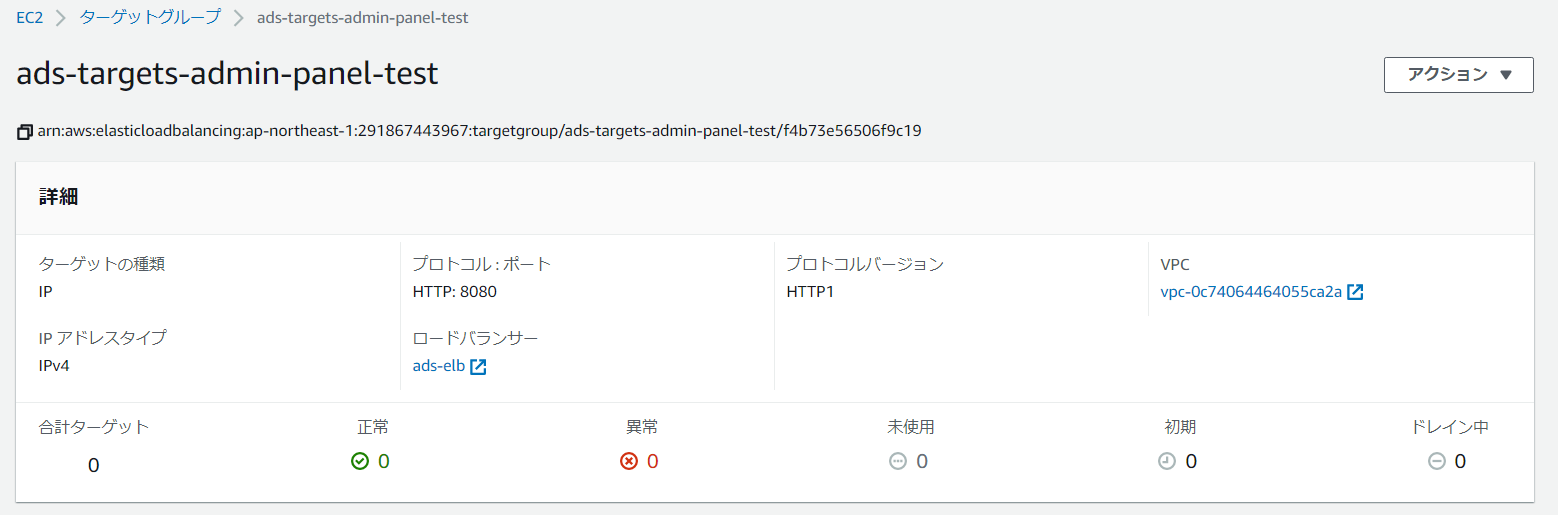 EC2 > ターゲットグループ > ads-targets-admin-panel-test
ads-targets-admin-panel-test
アクション ▼
arn:aws:elasticloadbalancing:ap-northeast-1:291867443967:targetgroup/ads-targets-admin-panel-test/f4b73e56506f9c19
詳細
ターゲットの種類
IP
プロトコル : ポート
HTTP: 8080
プロトコルバージョン
HTTP1
VPC
vpc-0c74064464055ca2a
IP アドレスタイプ
IPv4
ロードバランサー
ads-elb
合計ターゲット
0
正常
0
異常
0
未使用
0
初期
0
ドレイン中
0